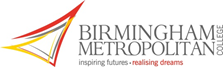 BIRMINGHAM
METROPOLITAN COLLEGE
inspiring futures • realising dreams